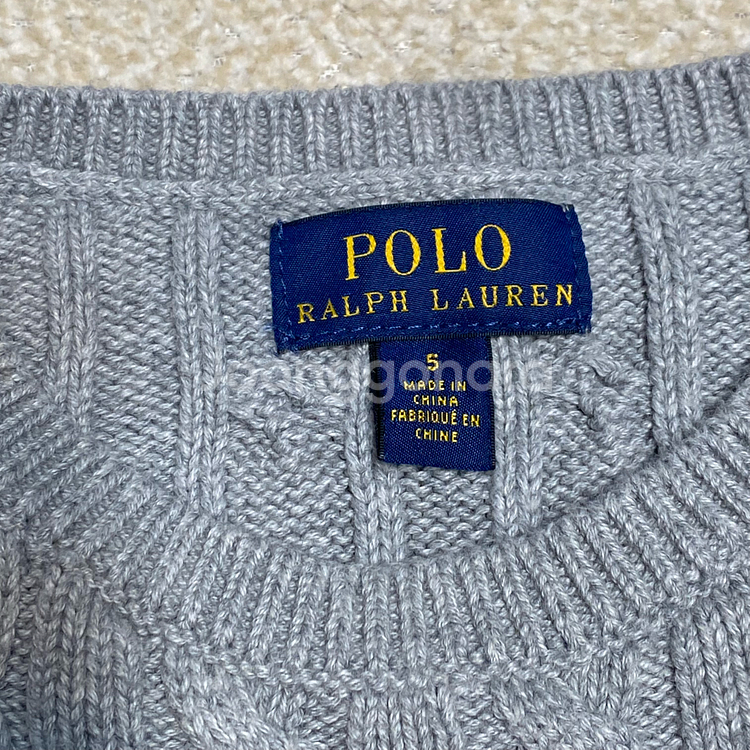 POLO
RALPH LAUREN
5
MADE IN
CHINA
FABRIQUÉ EN
CHINE